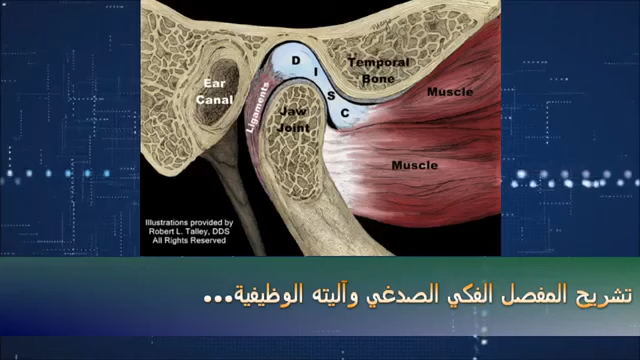 D
I
S
C
Temporal
Bone
Ear
Canal
Ligaments
Jaw
Joint
Muscle
Muscle
Illustrations provided by
Robert L. Talley, DDS
All Rights Reserved
تشريح المفصل الفكي الصدغي وآليته الوظيفية...